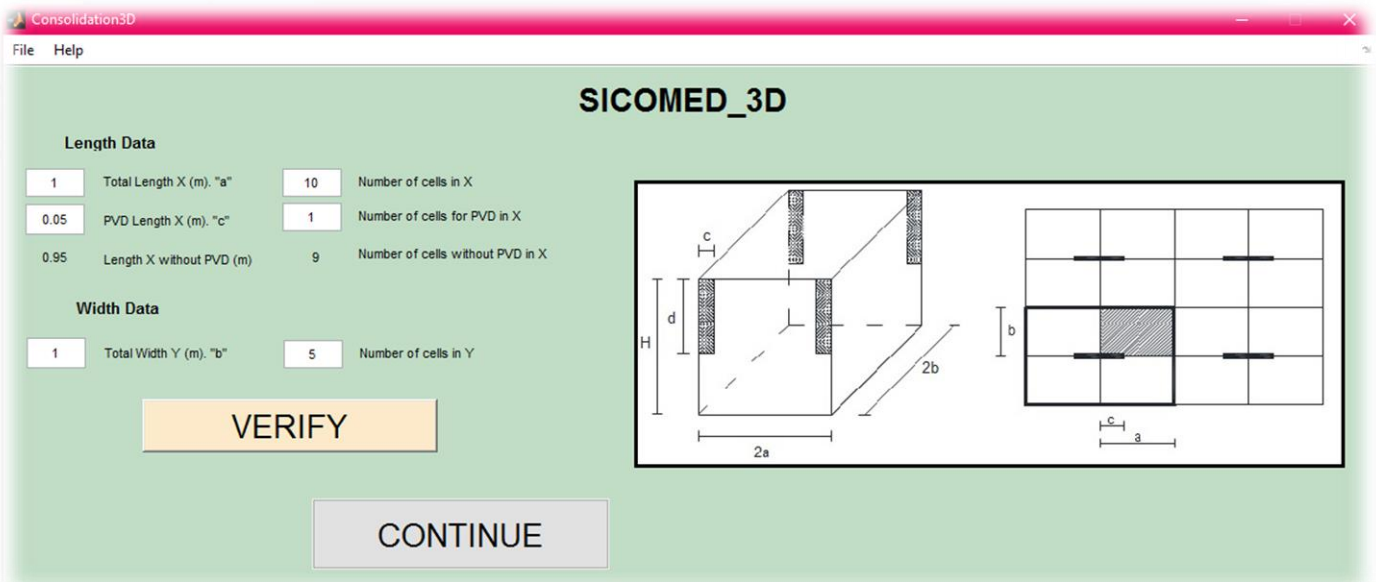 Consolidation3D
File Help
SICOMED_3D
Length Data
1 Total Length X (m). "a" 10 Number of cells in X
0.05 PVD Length X (m). "c" 1 Number of cells for PVD in X
0.95 Length X without PVD (m) 9 Number of cells without PVD in X
Width Data
1 Total Width Y (m). "b" 5 Number of cells in Y
VERIFY
CONTINUE
c
d
H
2b
2a
b
c
a